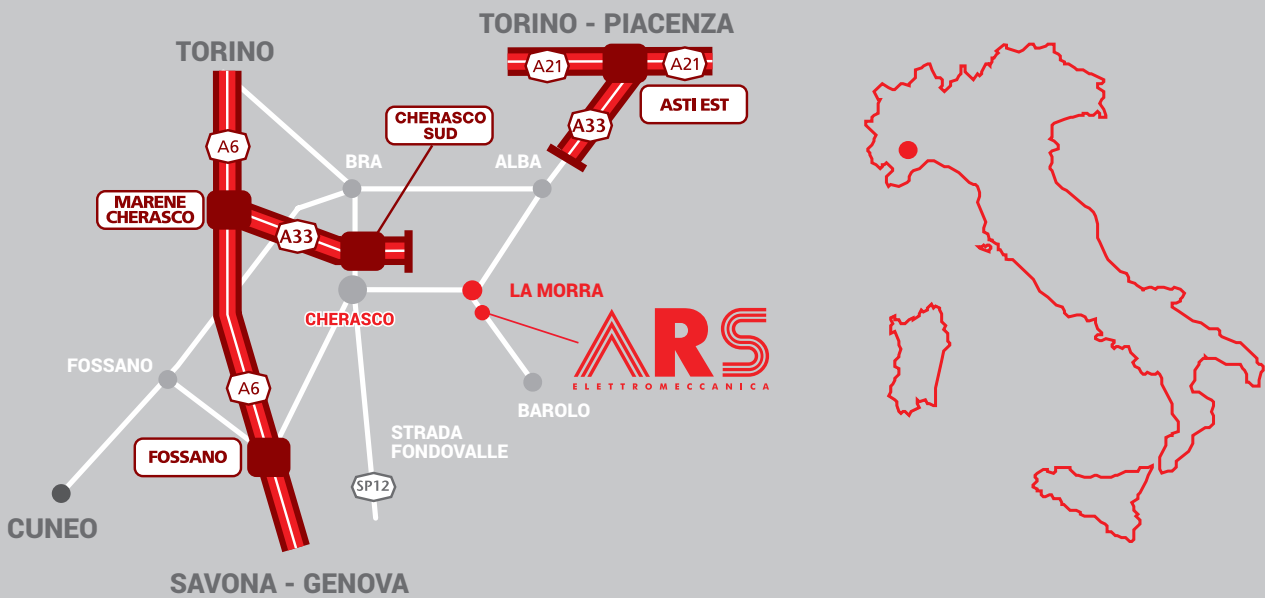 TORINO - PIACENZA
TORINO
A21
A21
ASTI EST
CHERASCO
SUD
A33
A6
BRA
ALBA
MARENE
CHERASCO
A33
LA MORRA
CHERASCO
ARS
ELETTROMECCANICA
FOSSANO
A6
BAROLO
STRADA
FONDOVALLE
FOSSANO
SP12
CUNEO
SAVONA - GENOVA